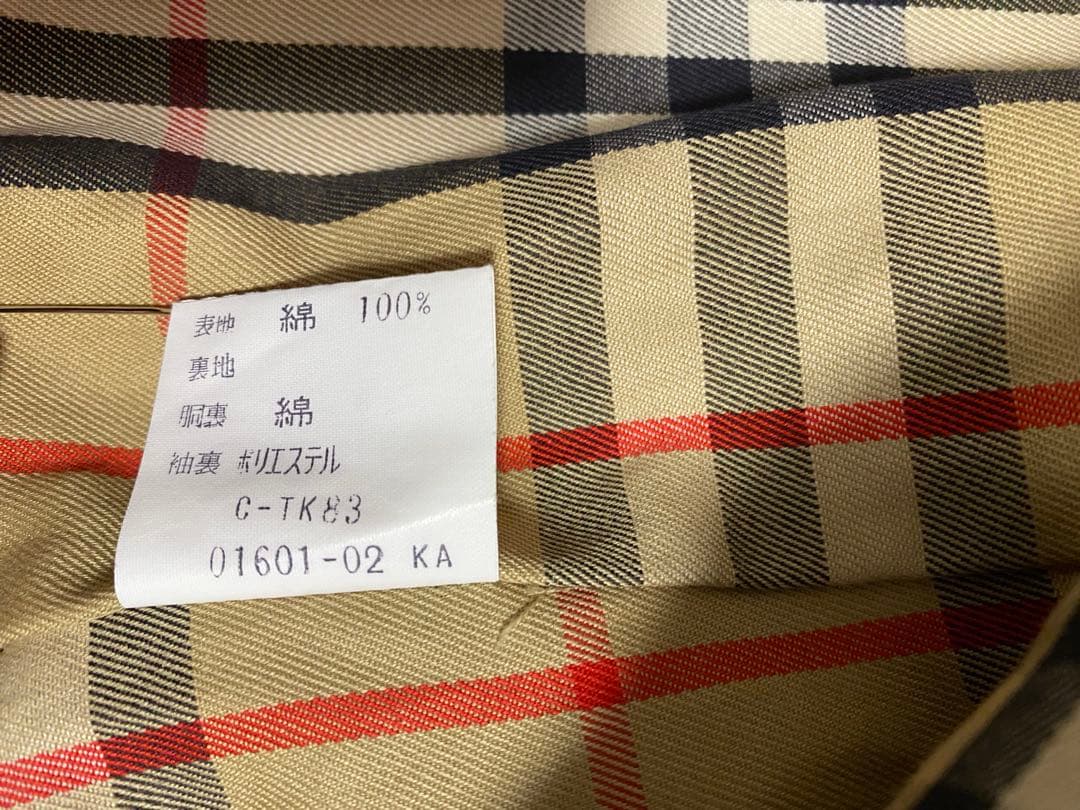 表地 綿 100%
裏地
胴裏 綿
袖裏 ポリエステル
C-TK83
01601-02 KA